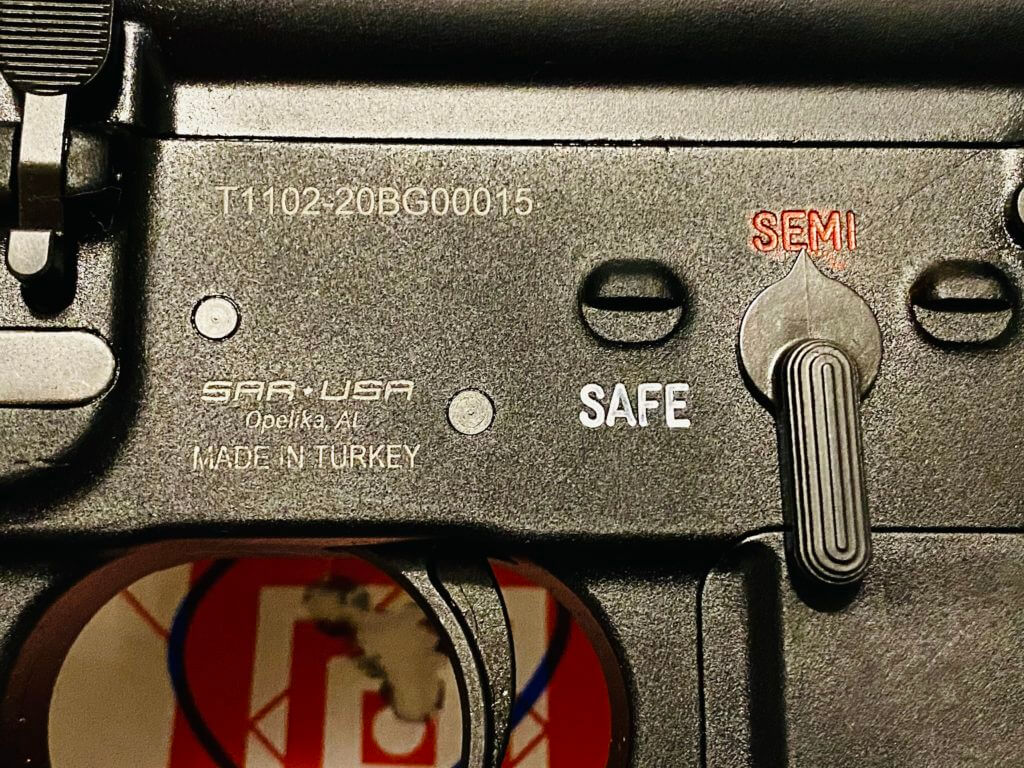 T1102-20BG00015
SEMI
SAFE
SAR USA
Opelika, AL
MADE IN TURKEY